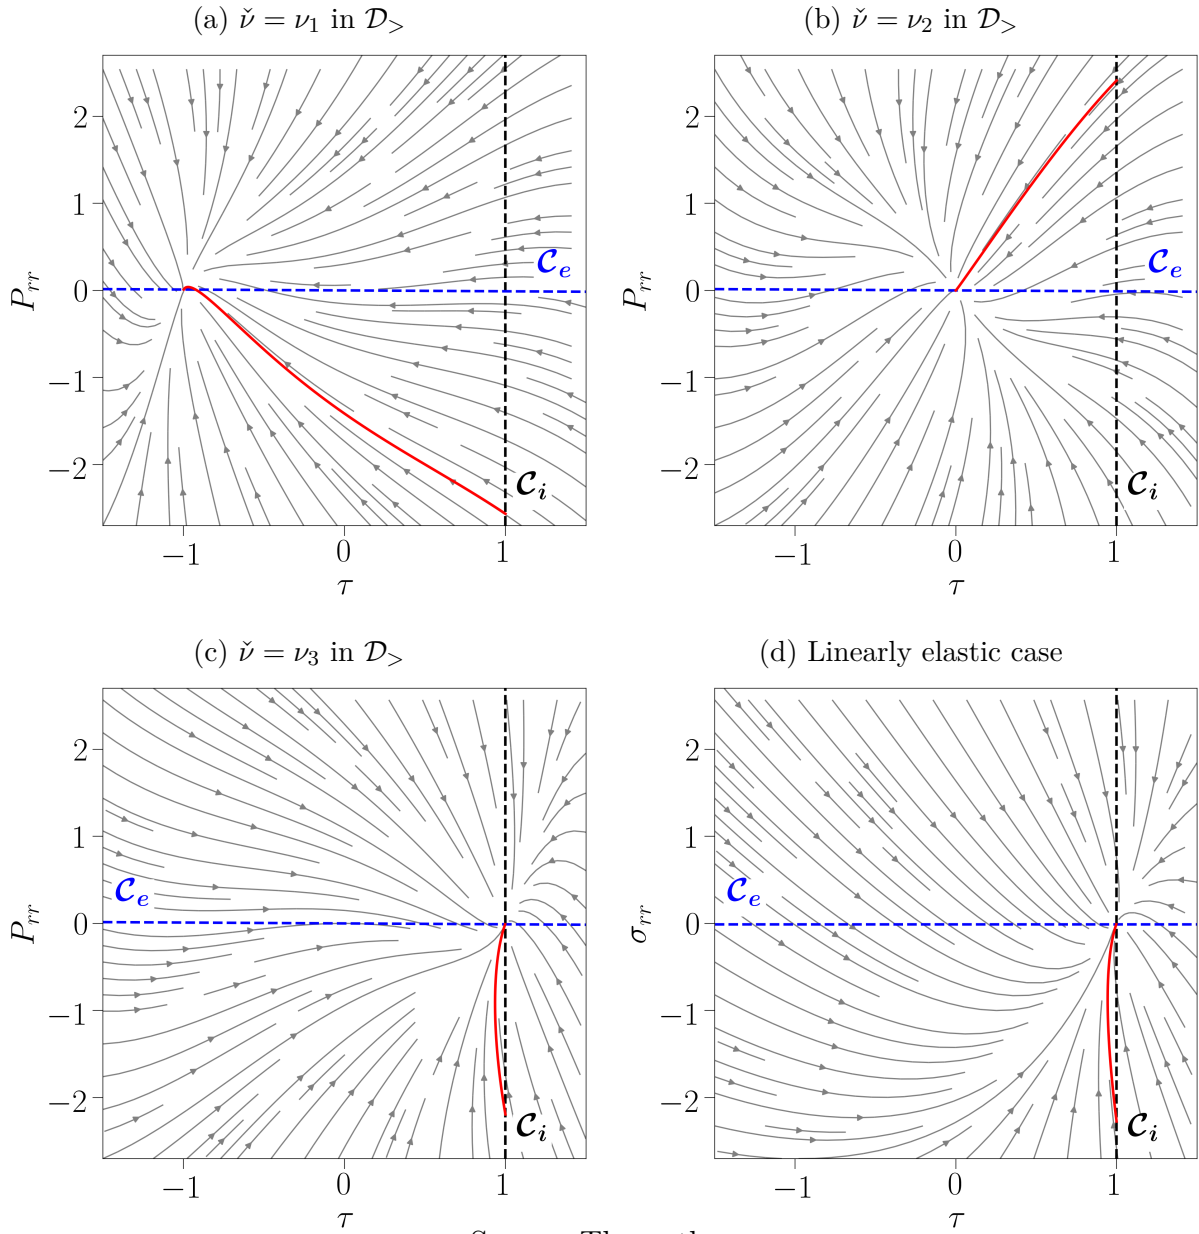 (a) ν̌ = ν₁ in 𝒟>
(b) ν̌ = ν₂ in 𝒟>
P_rr
2
1
0
−1
−2
𝓒_e
𝓒_i
−1
0
1
τ
P_rr
2
1
0
−1
−2
𝓒_e
𝓒_i
−1
0
1
τ
(c) ν̌ = ν₃ in 𝒟>
(d) Linearly elastic case
P_rr
2
1
0
−1
−2
𝓒_e
𝓒_i
−1
0
1
τ
σ_rr
2
1
0
−1
−2
𝓒_e
𝓒_i
−1
0
1
τ